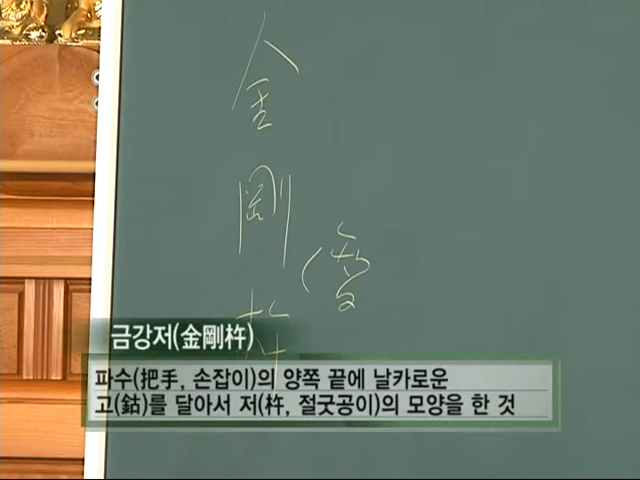 金
剛
杵
금강저(金剛杵)
파수(把手, 손잡이)의 양쪽 끝에 날카로운
고(鈷)를 달아서 저(杵, 절굿공이)의 모양을 한 것